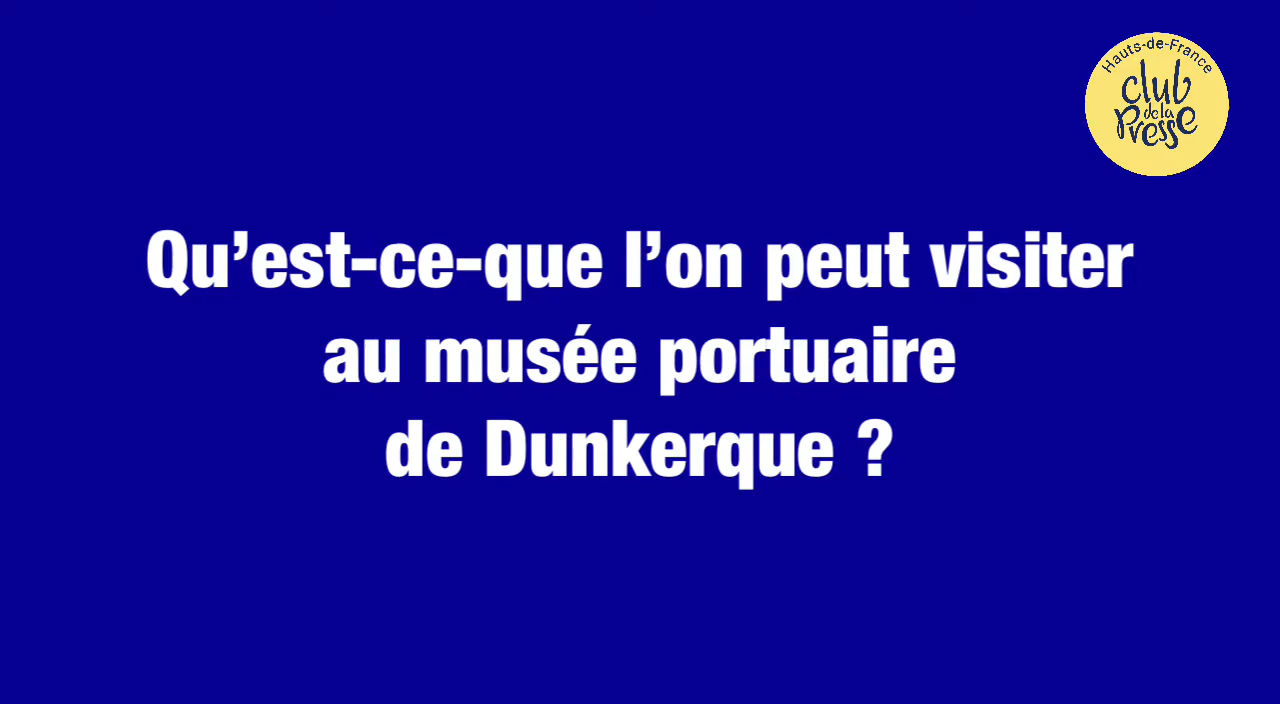 Hauts-de-France
club
de la
Presse
Qu’est-ce-que l’on peut visiter
au musée portuaire
de Dunkerque ?